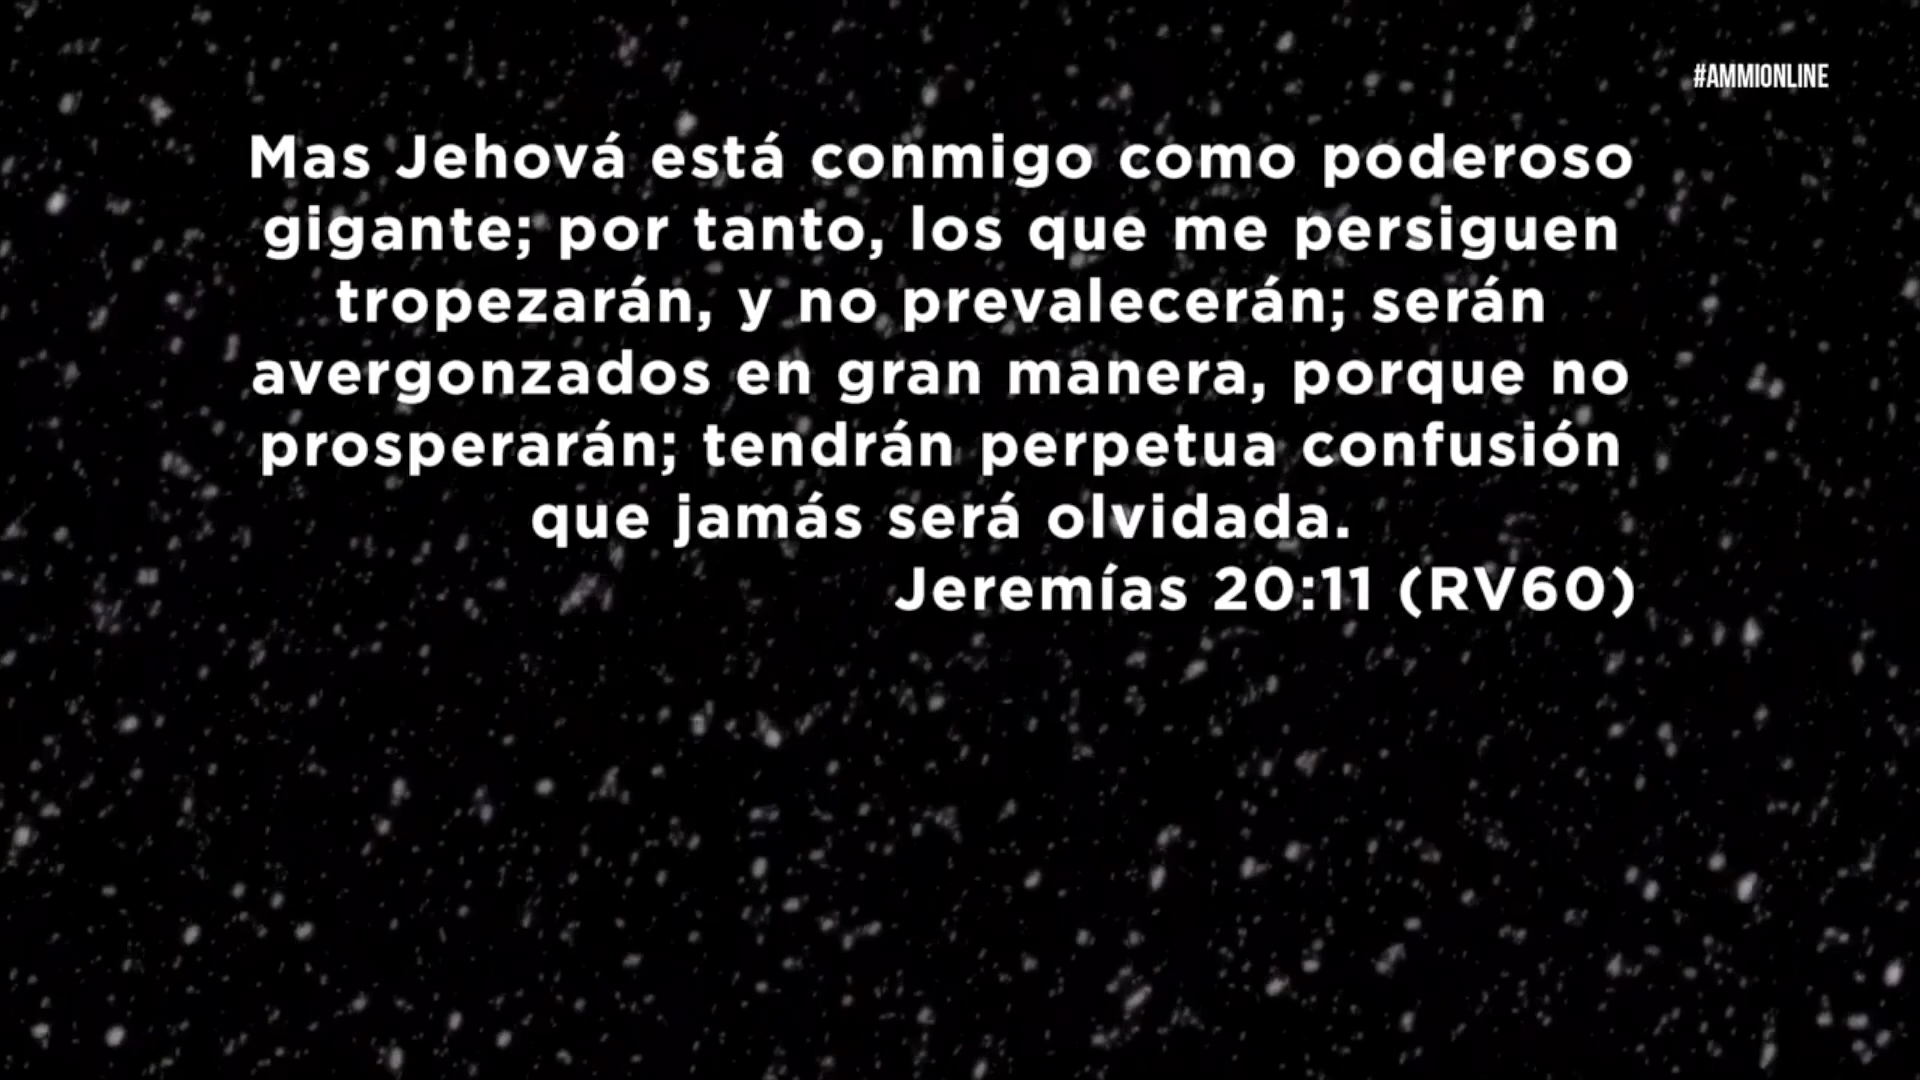 #AMMIONLINE
Mas Jehová está conmigo como poderoso
gigante; por tanto, los que me persiguen
tropezarán, y no prevalecerán; serán
avergonzados en gran manera, porque no
prosperarán; tendrán perpetua confusión
que jamás será olvidada.
Jeremías 20:11 (RV60)